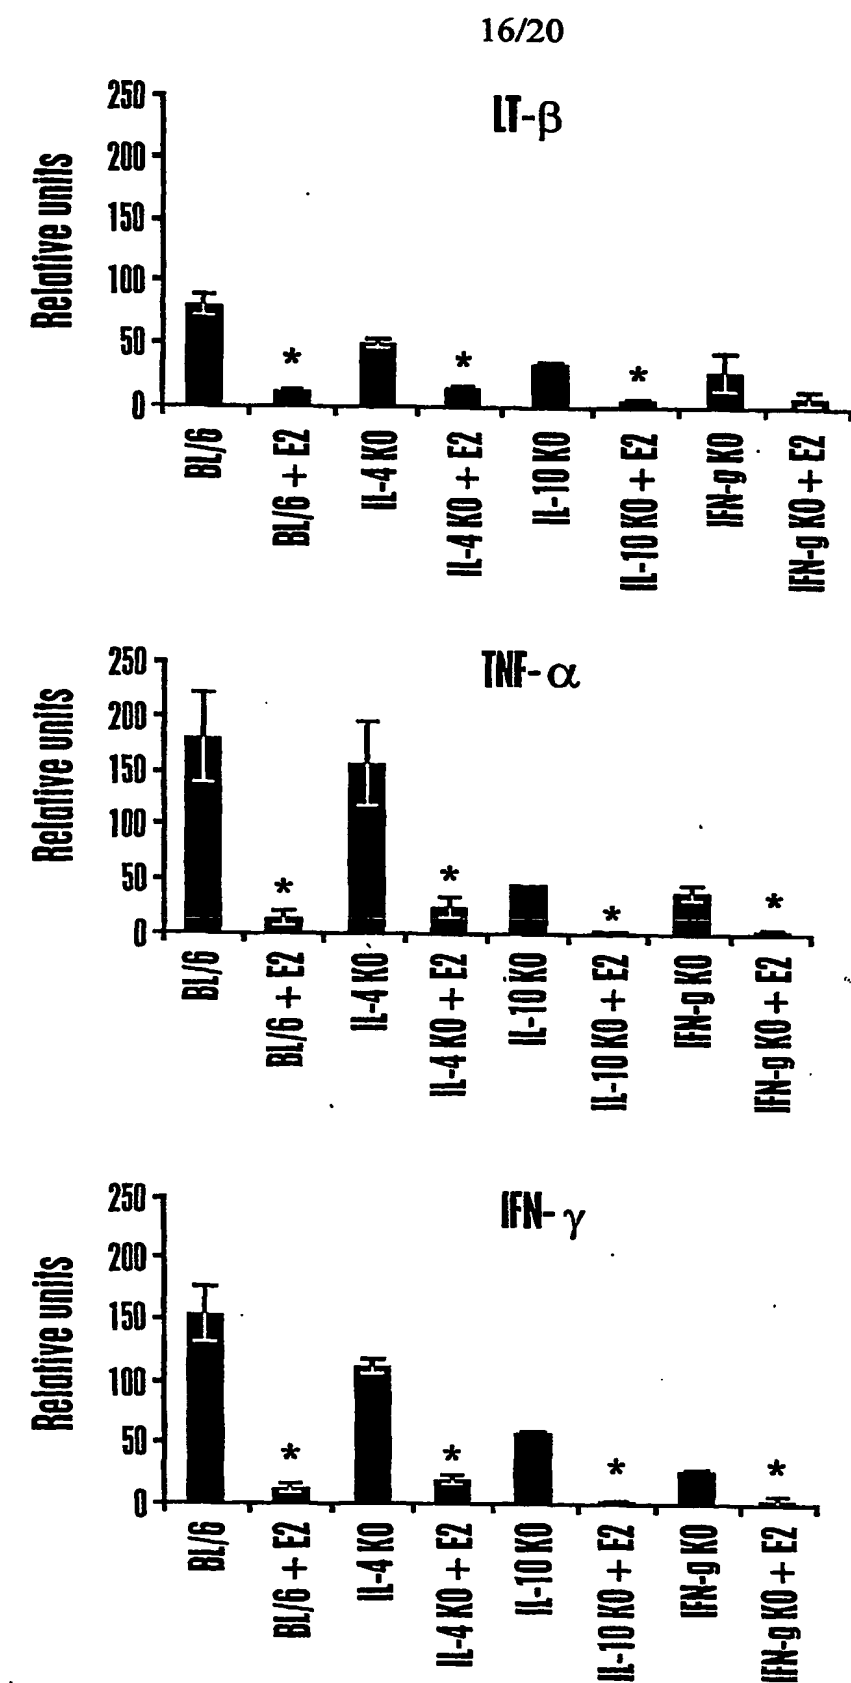 16/20
LT-β
Relative units
250
200
150
100
50
0
*
*
*
BL/6
BL/6 + E2
IL-4 KO
IL-4 KO + E2
IL-10 KO
IL-10 KO + E2
IFN-g KO
IFN-g KO + E2
TNF-α
Relative units
250
200
150
100
50
0
*
*
*
*
BL/6
BL/6 + E2
IL-4 KO
IL-4 KO + E2
IL-10 KO
IL-10 KO + E2
IFN-g KO
IFN-g KO + E2
IFN-γ
Relative units
250
200
150
100
50
0
*
*
*
*
BL/6
BL/6 + E2
IL-4 KO
IL-4 KO + E2
IL-10 KO
IL-10 KO + E2
IFN-g KO
IFN-g KO + E2